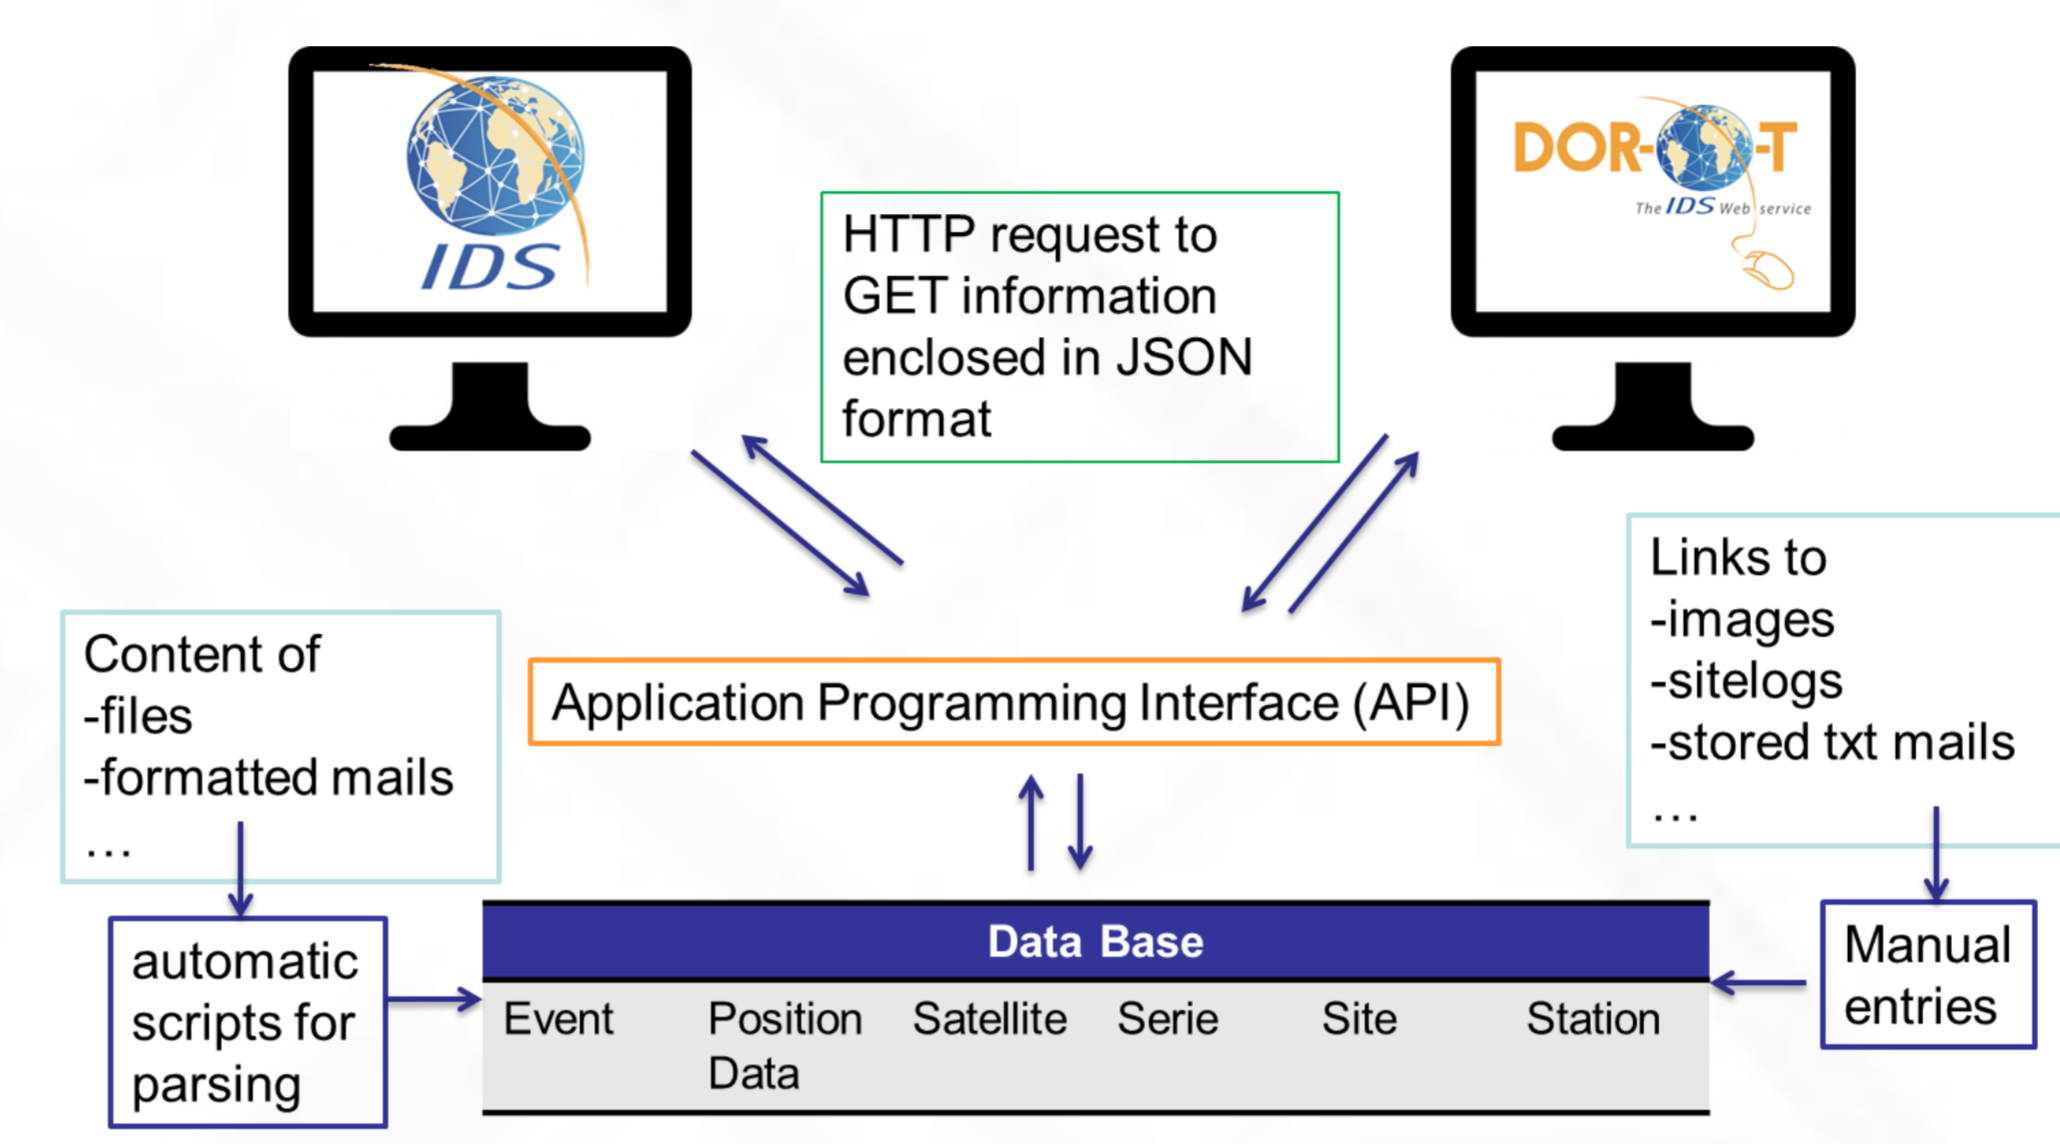 IDS
DOR-
-T
The IDS Web service
HTTP request to
GET information
enclosed in JSON
format
Links to
-images
-sitelogs
-stored txt mails
…
Content of
-files
-formatted mails
…
Application Programming Interface (API)
automatic
scripts for
parsing
Data Base
Event Position Satellite Serie Site Station
Data
Manual
entries